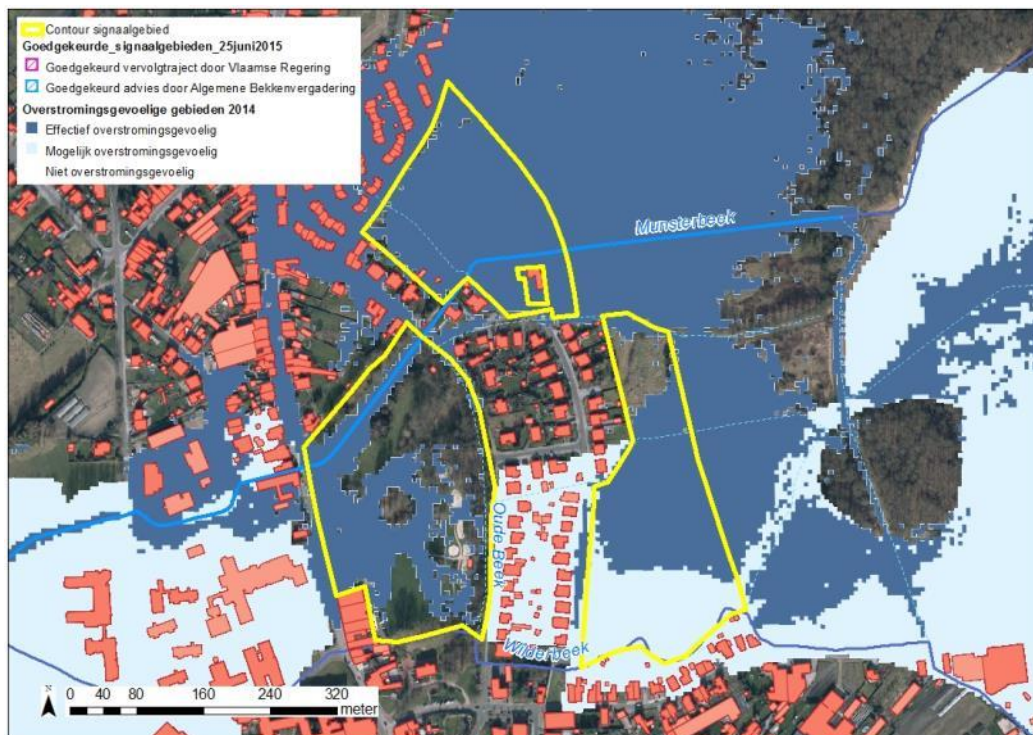 Contour signaalgebied
Goedgekeurde_signaalgebieden_25juni2015
Goedgekeurd vervolgtraject door Vlaamse Regering
Goedgekeurd advies door Algemene Bekkenvergadering
Overstromingsgevoelige gebieden 2014
Effectief overstromingsgevoelig
Mogelijk overstromingsgevoelig
Niet overstromingsgevoelig
Munsterbeek
Oude Beek
Wilderbeek
N
0 40 80 160 240 320
meter